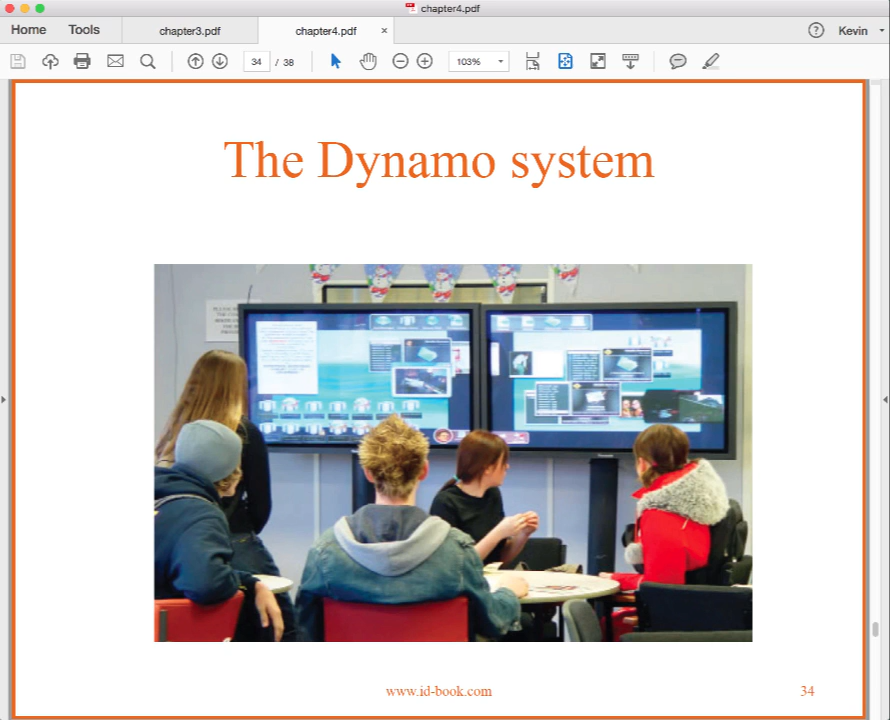 chapter4.pdf
Home Tools chapter3.pdf chapter4.pdf × ? Kevin
34 / 38 103%
The Dynamo system
www.id-book.com 34